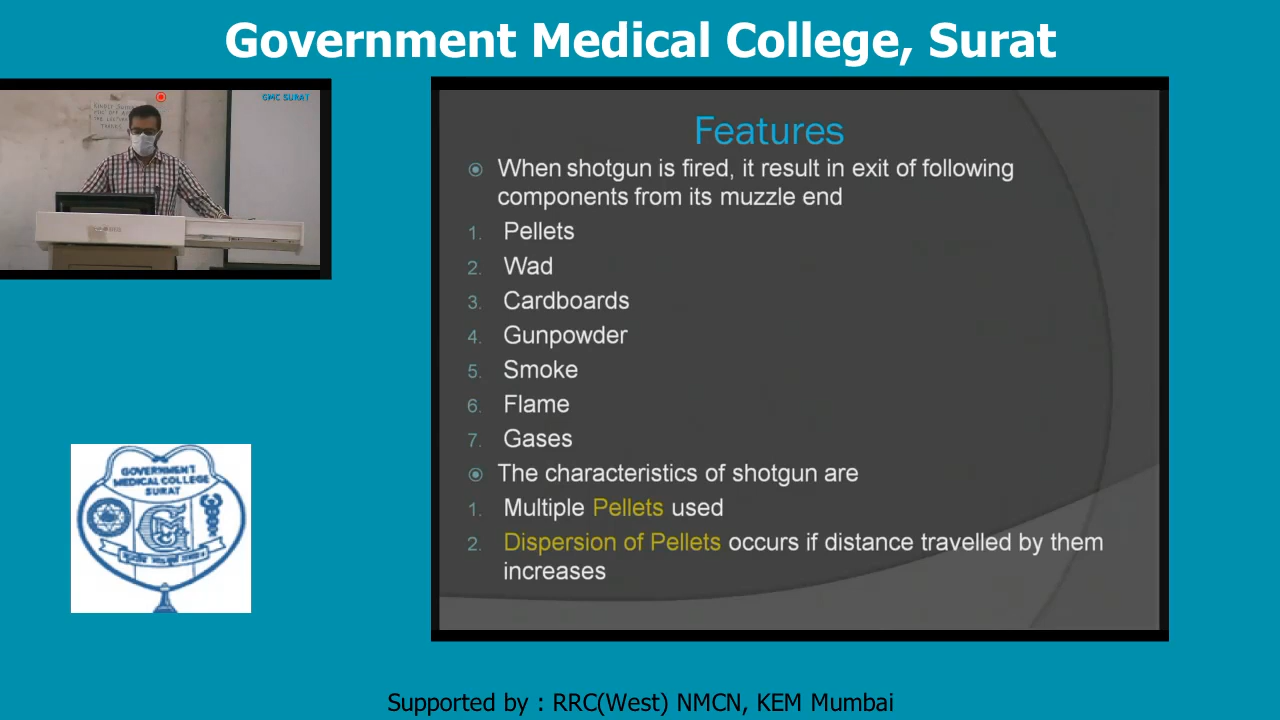 Government Medical College, Surat
GMC SURAT
Features
When shotgun is fired, it result in exit of following
components from its muzzle end
1. Pellets
2. Wad
3. Cardboards
4. Gunpowder
5. Smoke
6. Flame
7. Gases
The characteristics of shotgun are
1. Multiple Pellets used
2. Dispersion of Pellets occurs if distance travelled by them
increases
GOVERNMENT
MEDICAL COLLEGE
SURAT
Supported by : RRC(West) NMCN, KEM Mumbai